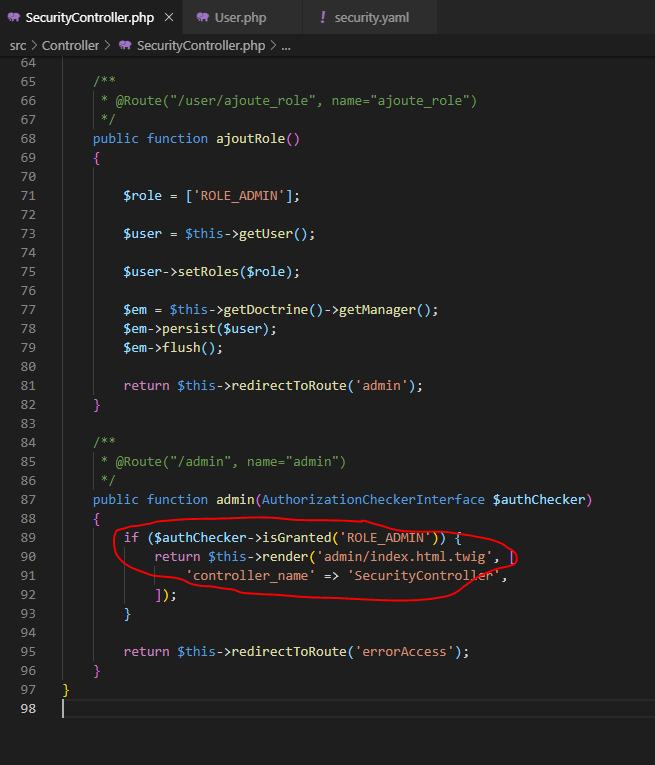 SecurityController.php × User.php ! security.yaml
src > Controller > SecurityController.php > ...
64
65 /**
66 * @Route("/user/ajoute_role", name="ajoute_role")
67 */
68 public function ajoutRole()
69 {
70
71 $role = ['ROLE_ADMIN'];
72
73 $user = $this->getUser();
74
75 $user->setRoles($role);
76
77 $em = $this->getDoctrine()->getManager();
78 $em->persist($user);
79 $em->flush();
80
81 return $this->redirectToRoute('admin');
82 }
83
84 /**
85 * @Route("/admin", name="admin")
86 */
87 public function admin(AuthorizationCheckerInterface $authChecker)
88 {
89 if ($authChecker->isGranted('ROLE_ADMIN')) {
90 return $this->render('admin/index.html.twig', [
91 'controller_name' => 'SecurityController',
92 ]);
93 }
94
95 return $this->redirectToRoute('errorAccess');
96 }
97 }
98